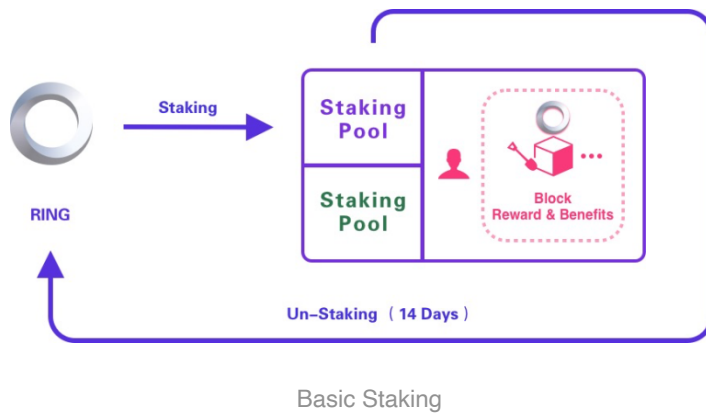 Staking
Staking
Pool
Staking
Pool
RING
Block
Reward & Benefits
Un-Staking ( 14 Days )
Basic Staking